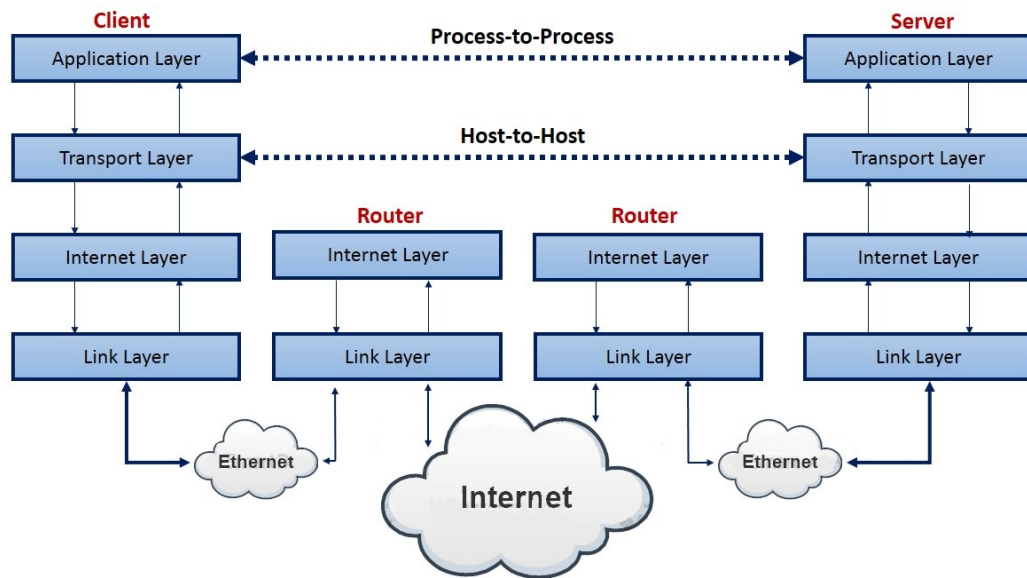 Client
Server
Process-to-Process
Application Layer
Application Layer
Host-to-Host
Transport Layer
Transport Layer
Router
Router
Internet Layer
Internet Layer
Internet Layer
Internet Layer
Link Layer
Link Layer
Link Layer
Link Layer
Ethernet
Ethernet
Internet